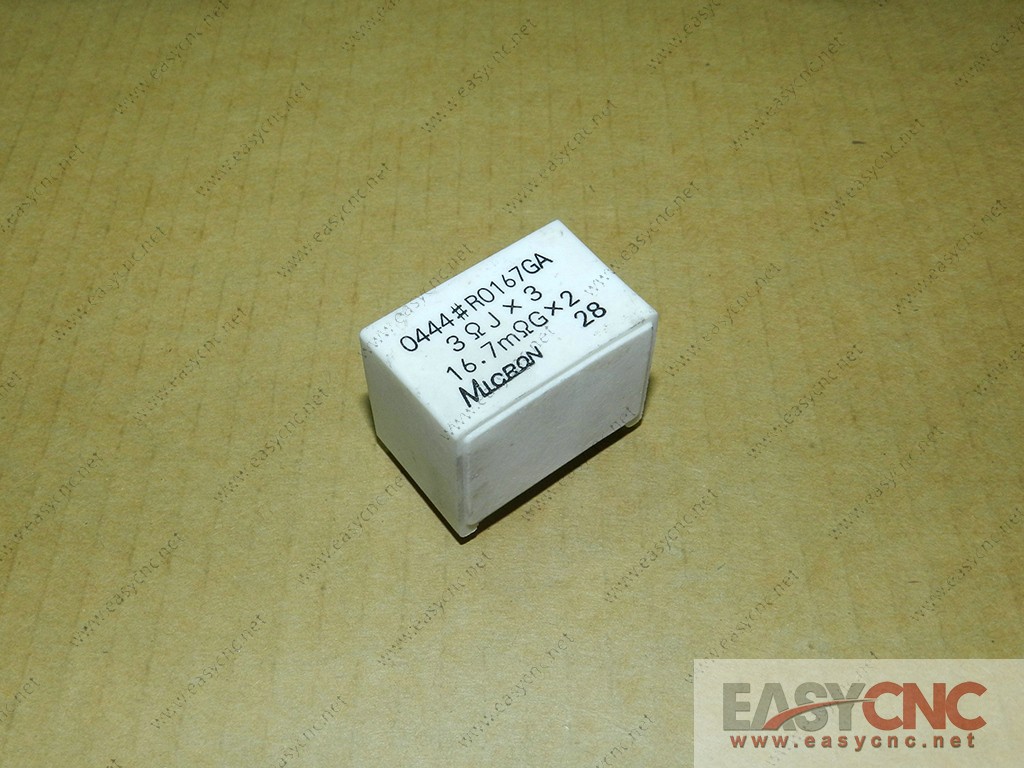 0444#R0167GA
3ΩJ×3
16.7mΩG×2
MICRON 28
EASYCNC
www.easycnc.net